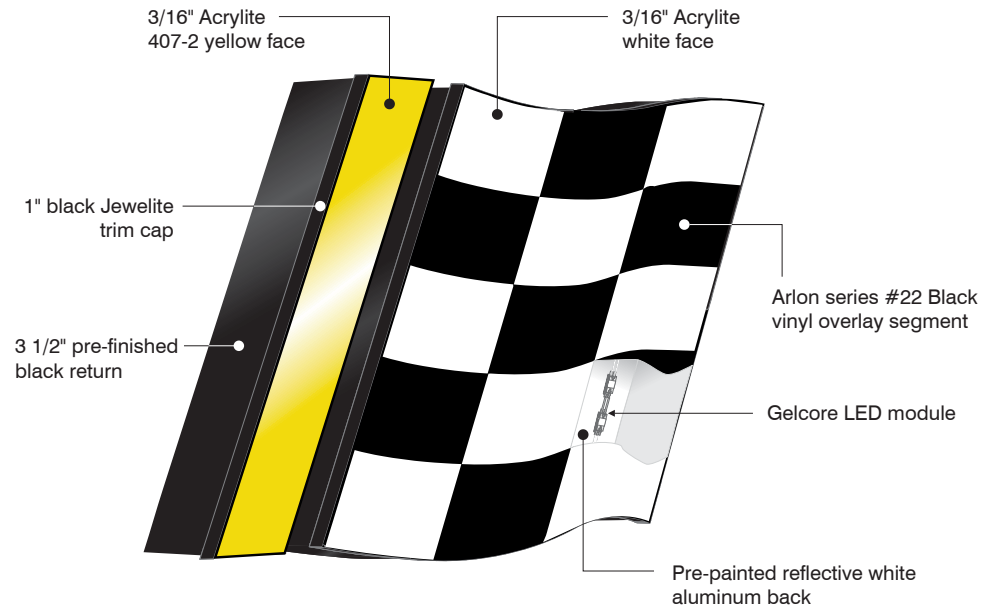 3/16" Acrylite
407-2 yellow face
3/16" Acrylite
white face
1" black Jewelite
trim cap
Arlon series #22 Black
vinyl overlay segment
3 1/2" pre-finished
black return
Gelcore LED module
Pre-painted reflective white
aluminum back